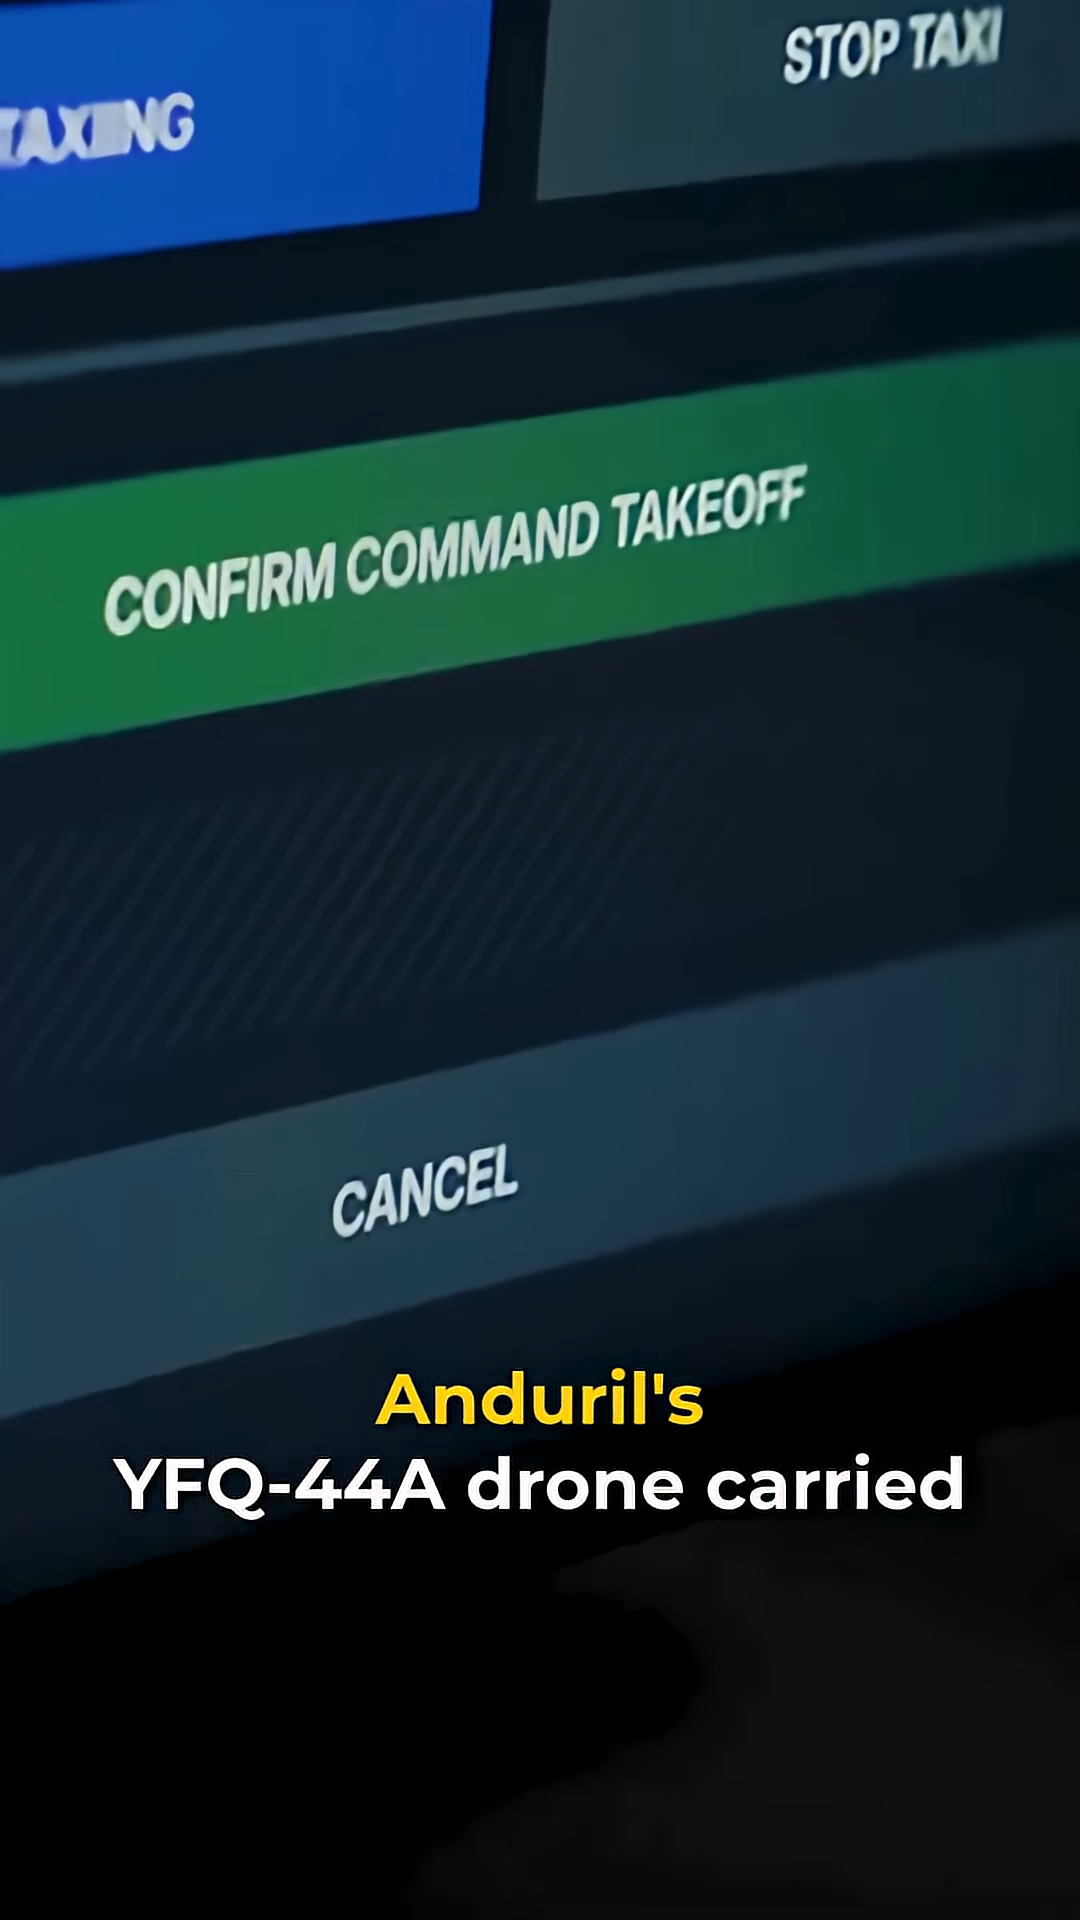 STOP TAXI
TAXIING
CONFIRM COMMAND TAKEOFF
CANCEL
Anduril's
YFQ-44A drone carried